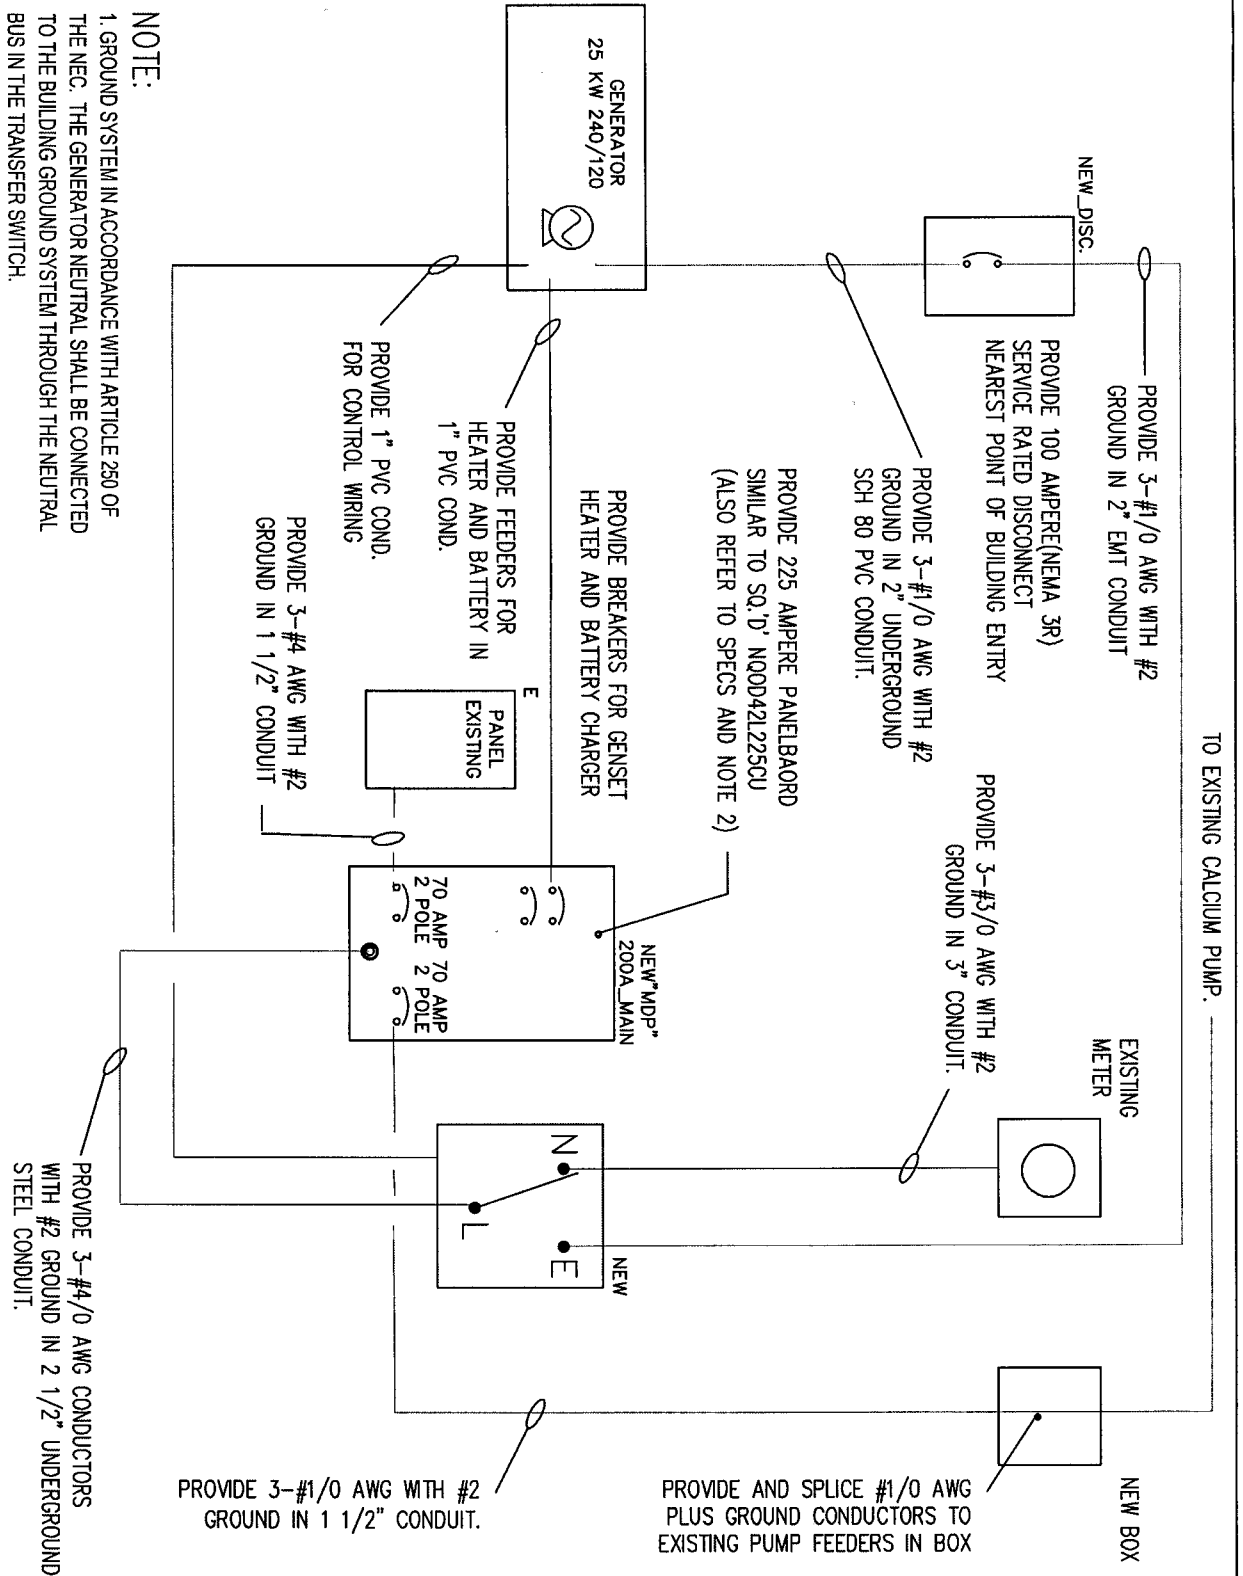 TO EXISTING CALCIUM PUMP.
NEW_DISC.
PROVIDE 3-#1/0 AWG WITH #2
GROUND IN 2" EMT CONDUIT
PROVIDE 100 AMPERE(NEMA 3R)
SERVICE RATED DISCONNECT
NEAREST POINT OF BUILDING ENTRY
PROVIDE 3-#1/0 AWG WITH #2
GROUND IN 2" UNDERGROUND
SCH 80 PVC CONDUIT.
GENERATOR
25 KW 240/120
PROVIDE 3-#3/0 AWG WITH #2
GROUND IN 3" CONDUIT.
EXISTING
METER
NEW BOX
PROVIDE AND SPLICE #1/0 AWG
PLUS GROUND CONDUCTORS TO
EXISTING PUMP FEEDERS IN BOX
PROVIDE 225 AMPERE PANELBAORD
SIMILAR TO SQ.'D' NQOD42L225CU
(ALSO REFER TO SPECS AND NOTE 2)
PROVIDE BREAKERS FOR GENSET
HEATER AND BATTERY CHARGER
PROVIDE FEEDERS FOR
HEATER AND BATTERY IN
1" PVC COND.
PROVIDE 1" PVC COND.
FOR CONTROL WIRING
E
PANEL
EXISTING
NEW"MDP"
200A_MAIN
70 AMP
2 POLE
70 AMP
2 POLE
NEW
N
E
L
PROVIDE 3-#4 AWG WITH #2
GROUND IN 1 1/2" CONDUIT
PROVIDE 3-#1/0 AWG WITH #2
GROUND IN 1 1/2" CONDUIT.
PROVIDE 3-#4/0 AWG CONDUCTORS
WITH #2 GROUND IN 2 1/2" UNDERGROUND
STEEL CONDUIT.
NOTE:
1. GROUND SYSTEM IN ACCORDANCE WITH ARTICLE 250 OF
THE NEC. THE GENERATOR NEUTRAL SHALL BE CONNECTED
TO THE BUILDING GROUND SYSTEM THROUGH THE NEUTRAL
BUS IN THE TRANSFER SWITCH.